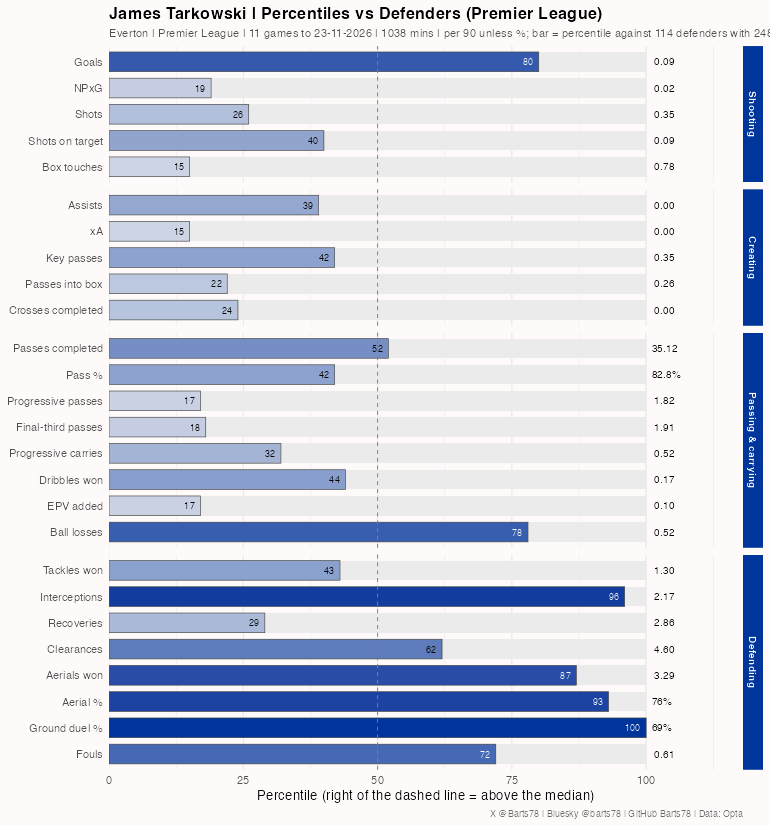 James Tarkowski | Percentiles vs Defenders (Premier League)
Everton | Premier League | 11 games to 23-11-2026 | 1038 mins | per 90 unless %; bar = percentile against 114 defenders with 248
Goals 80 0.09
NPxG 19 0.02
Shots 26 0.35
Shots on target 40 0.09
Box touches 15 0.78
Shooting
Assists 39 0.00
xA 15 0.00
Key passes 42 0.35
Passes into box 22 0.26
Crosses completed 24 0.00
Creating
Passes completed 52 35.12
Pass % 42 82.8%
Progressive passes 17 1.82
Final-third passes 18 1.91
Progressive carries 32 0.52
Dribbles won 44 0.17
EPV added 17 0.10
Ball losses 78 0.52
Passing & carrying
Tackles won 43 1.30
Interceptions 96 2.17
Recoveries 29 2.86
Clearances 62 4.60
Aerials won 87 3.29
Aerial % 93 76%
Ground duel % 100 69%
Fouls 72 0.61
Defending
0 25 50 75 100
Percentile (right of the dashed line = above the median)
X @Barts78 | Bluesky @barts78 | GitHub Barts78 | Data: Opta